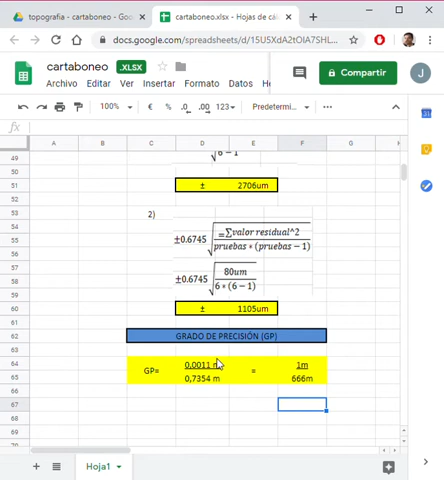 topografia - Goo
cartaboneo.xlsx - Hojas de cál
docs.google.com/spreadsheets/d/15U5XdA2tOIA7SHL...
cartaboneo .XLSX
Compartir
J
Archivo Editar Ver Insertar Formato Datos H
100% € % .0 .00 123 Predetermi...
fx
A B C D E F
49
√6 − 1
50
51 ± 2706um
52
53 2)
54
55 ±0.6745 √ =∑valor residual^2
pruebas * (pruebas − 1)
56
57
58 ±0.6745 √ 80um
6 * (6 − 1)
59
60 ± 1105um
61
62 GRADO DE PRECISIÓN (GP)
63
64 GP= 0,0011 m = 1m
65 0,7354 m 666m
66
67
68
69
70
Hoja1